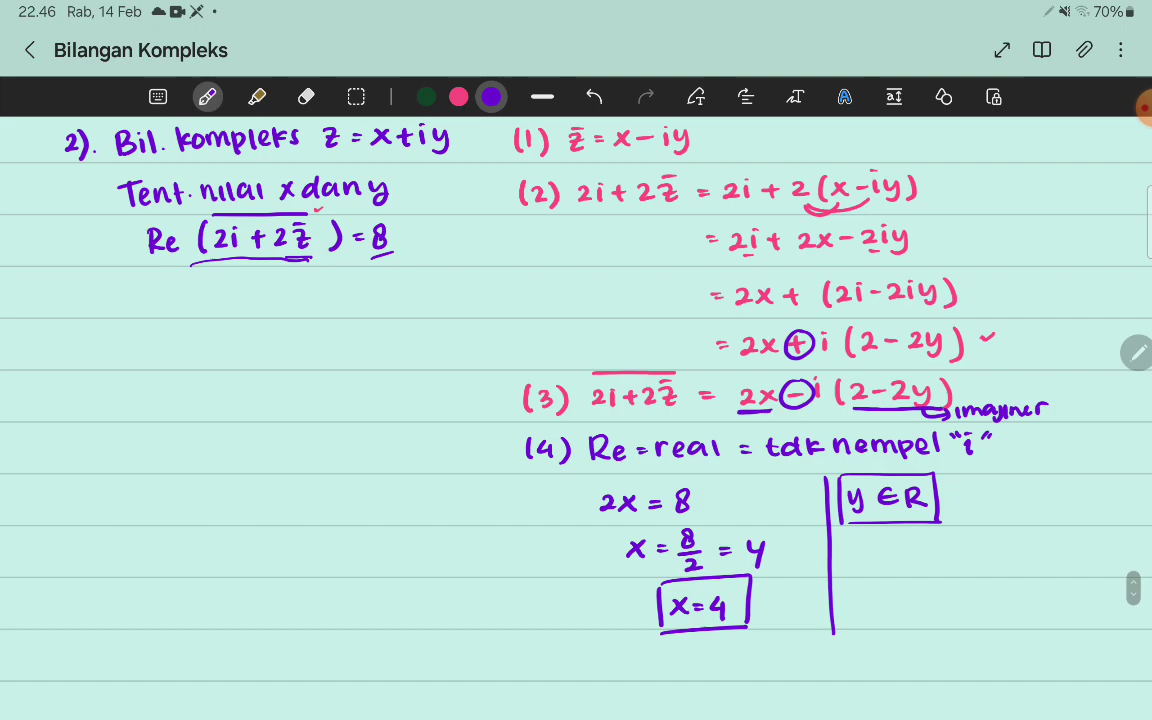 22.46 Rab, 14 Feb
70%
Bilangan Kompleks
2). Bil. kompleks z = x + iy
Tent. nilai x dan y
Re (\overline{2i + 2z̄}) = 8
(1) z̄ = x - iy
(2) 2i + 2z̄ = 2i + 2(x - iy)
= 2i + 2x - 2iy
= 2x + (2i - 2iy)
= 2x + i (2 - 2y) ✓
(3) \overline{2i + 2z̄} = 2x - i (2 - 2y)
↳ imajiner
(4) Re = real = tdk nempel "i"
2x = 8
x = 8/2 = 4
x = 4
y ∈ R